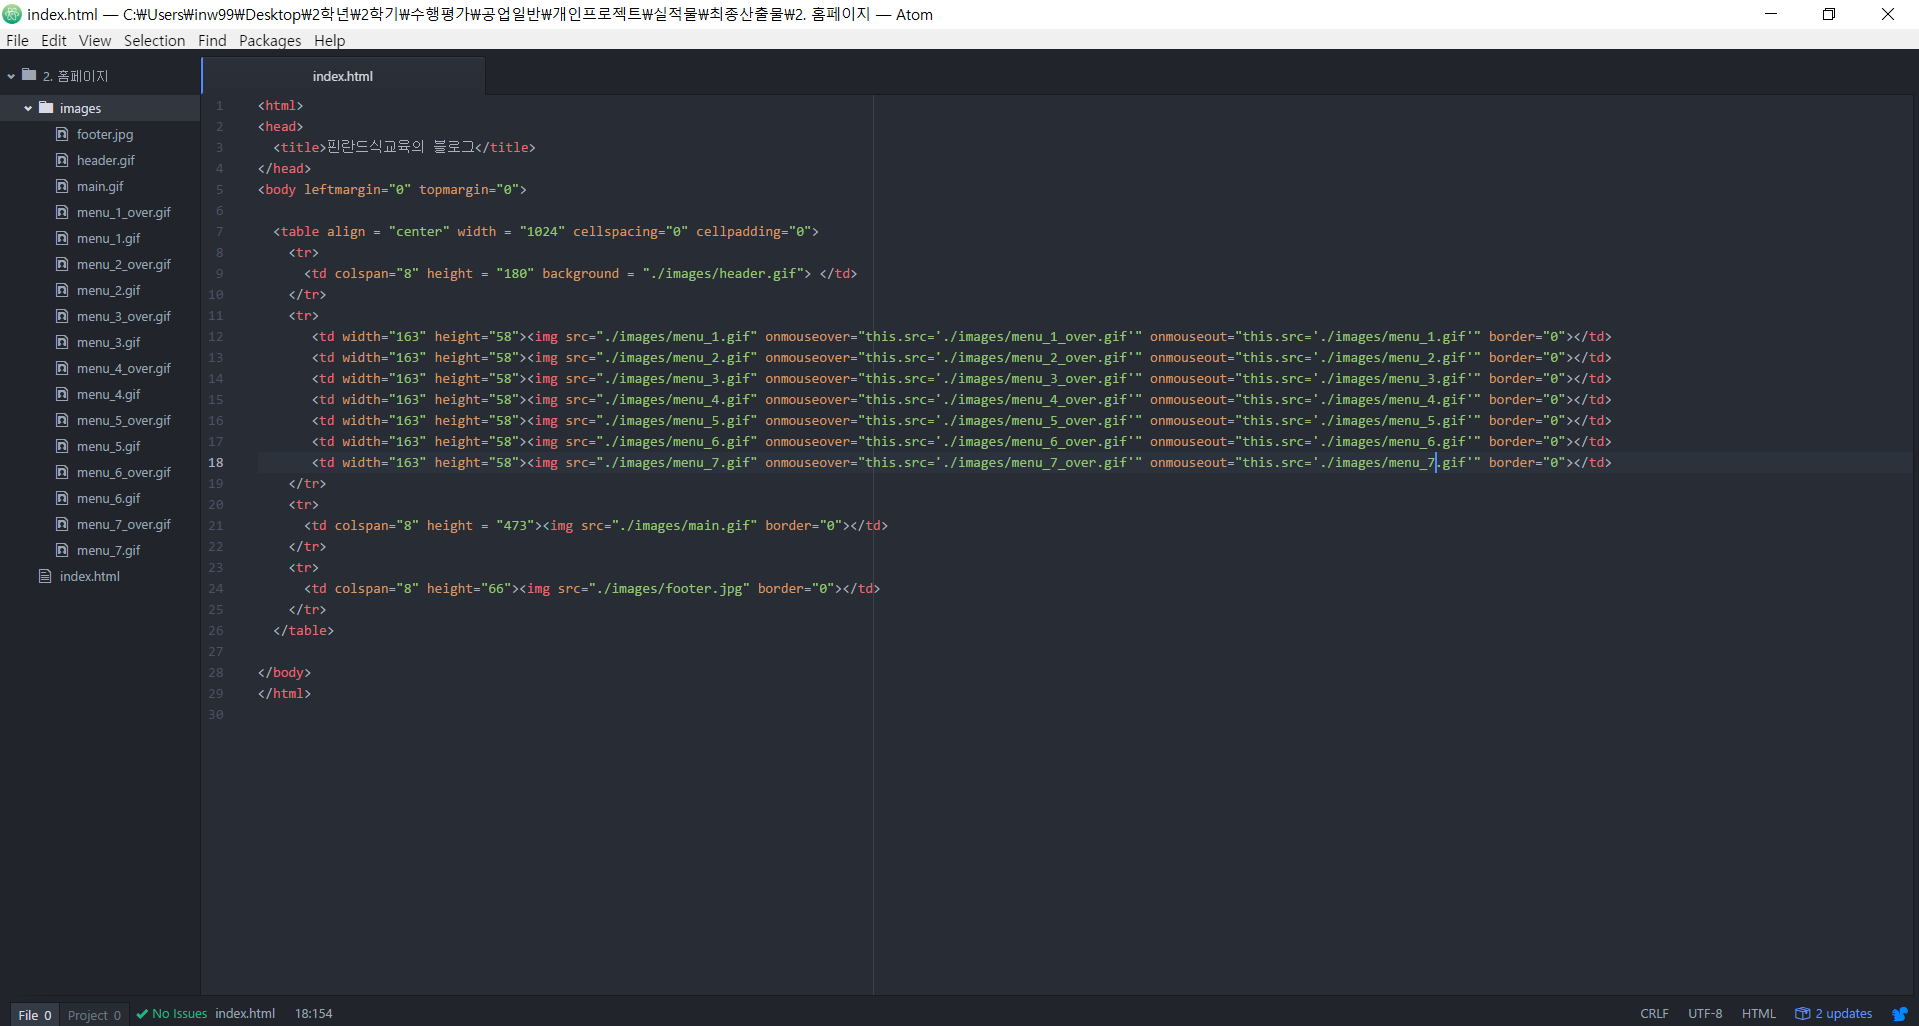 index.html — C:₩Users₩inw99₩Desktop₩2학년₩2학기₩수행평가₩공업일반₩개인프로젝트₩실적물₩최종산출물₩2. 홈페이지 — Atom
File Edit View Selection Find Packages Help
2. 홈페이지
images
footer.jpg
header.gif
main.gif
menu_1_over.gif
menu_1.gif
menu_2_over.gif
menu_2.gif
menu_3_over.gif
menu_3.gif
menu_4_over.gif
menu_4.gif
menu_5_over.gif
menu_5.gif
menu_6_over.gif
menu_6.gif
menu_7_over.gif
menu_7.gif
index.html
index.html
1 <html>
2 <head>
3 <title>핀란드식교육의 블로그</title>
4 </head>
5 <body leftmargin="0" topmargin="0">
6
7 <table align = "center" width = "1024" cellspacing="0" cellpadding="0">
8 <tr>
9 <td colspan="8" height = "180" background = "./images/header.gif"> </td>
10 </tr>
11 <tr>
12 <td width="163" height="58"><img src="./images/menu_1.gif" onmouseover="this.src='./images/menu_1_over.gif'" onmouseout="this.src='./images/menu_1.gif'" border="0"></td>
13 <td width="163" height="58"><img src="./images/menu_2.gif" onmouseover="this.src='./images/menu_2_over.gif'" onmouseout="this.src='./images/menu_2.gif'" border="0"></td>
14 <td width="163" height="58"><img src="./images/menu_3.gif" onmouseover="this.src='./images/menu_3_over.gif'" onmouseout="this.src='./images/menu_3.gif'" border="0"></td>
15 <td width="163" height="58"><img src="./images/menu_4.gif" onmouseover="this.src='./images/menu_4_over.gif'" onmouseout="this.src='./images/menu_4.gif'" border="0"></td>
16 <td width="163" height="58"><img src="./images/menu_5.gif" onmouseover="this.src='./images/menu_5_over.gif'" onmouseout="this.src='./images/menu_5.gif'" border="0"></td>
17 <td width="163" height="58"><img src="./images/menu_6.gif" onmouseover="this.src='./images/menu_6_over.gif'" onmouseout="this.src='./images/menu_6.gif'" border="0"></td>
18 <td width="163" height="58"><img src="./images/menu_7.gif" onmouseover="this.src='./images/menu_7_over.gif'" onmouseout="this.src='./images/menu_7.gif'" border="0"></td>
19 </tr>
20 <tr>
21 <td colspan="8" height = "473"><img src="./images/main.gif" border="0"></td>
22 </tr>
23 <tr>
24 <td colspan="8" height="66"><img src="./images/footer.jpg" border="0"></td>
25 </tr>
26 </table>
27
28 </body>
29 </html>
30
File 0 Project 0 No Issues index.html 18:154 CRLF UTF-8 HTML 2 updates